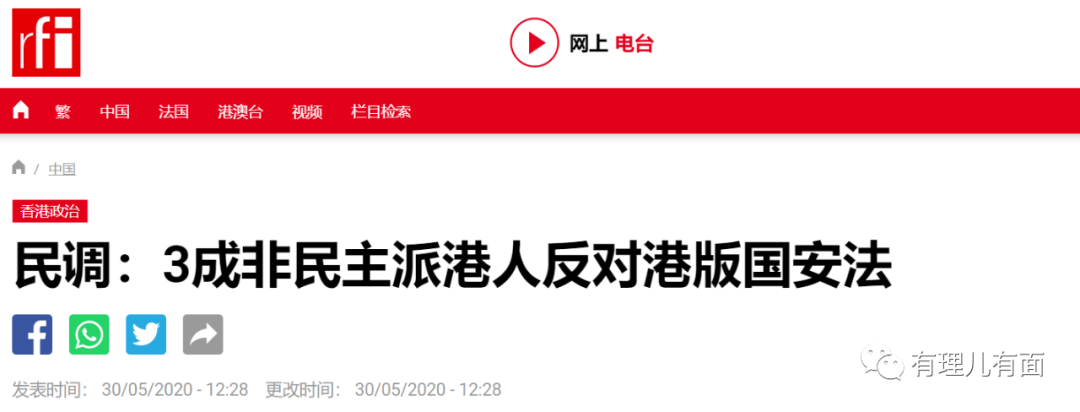 rfi
网上 电台
繁 中国 法国 港澳台 视频 栏目检索
/ 中国
香港政治
民调：3成非民主派港人反对港版国安法
发表时间： 30/05/2020 - 12:28 更改时间： 30/05/2020 - 12:28
有理儿有面